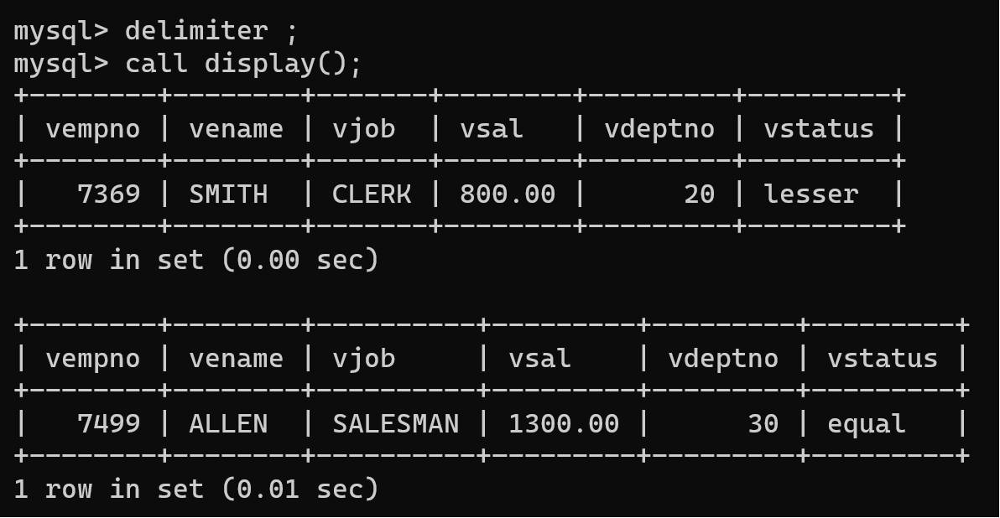 mysql> delimiter ;
mysql> call display();
+--------+--------+-------+--------+---------+---------+
| vempno | vename | vjob  | vsal   | vdeptno | vstatus |
+--------+--------+-------+--------+---------+---------+
|   7369 | SMITH  | CLERK | 800.00 |      20 | lesser  |
+--------+--------+-------+--------+---------+---------+
1 row in set (0.00 sec)

+--------+--------+----------+---------+---------+---------+
| vempno | vename | vjob     | vsal    | vdeptno | vstatus |
+--------+--------+----------+---------+---------+---------+
|   7499 | ALLEN  | SALESMAN | 1300.00 |      30 | equal   |
+--------+--------+----------+---------+---------+---------+
1 row in set (0.01 sec)